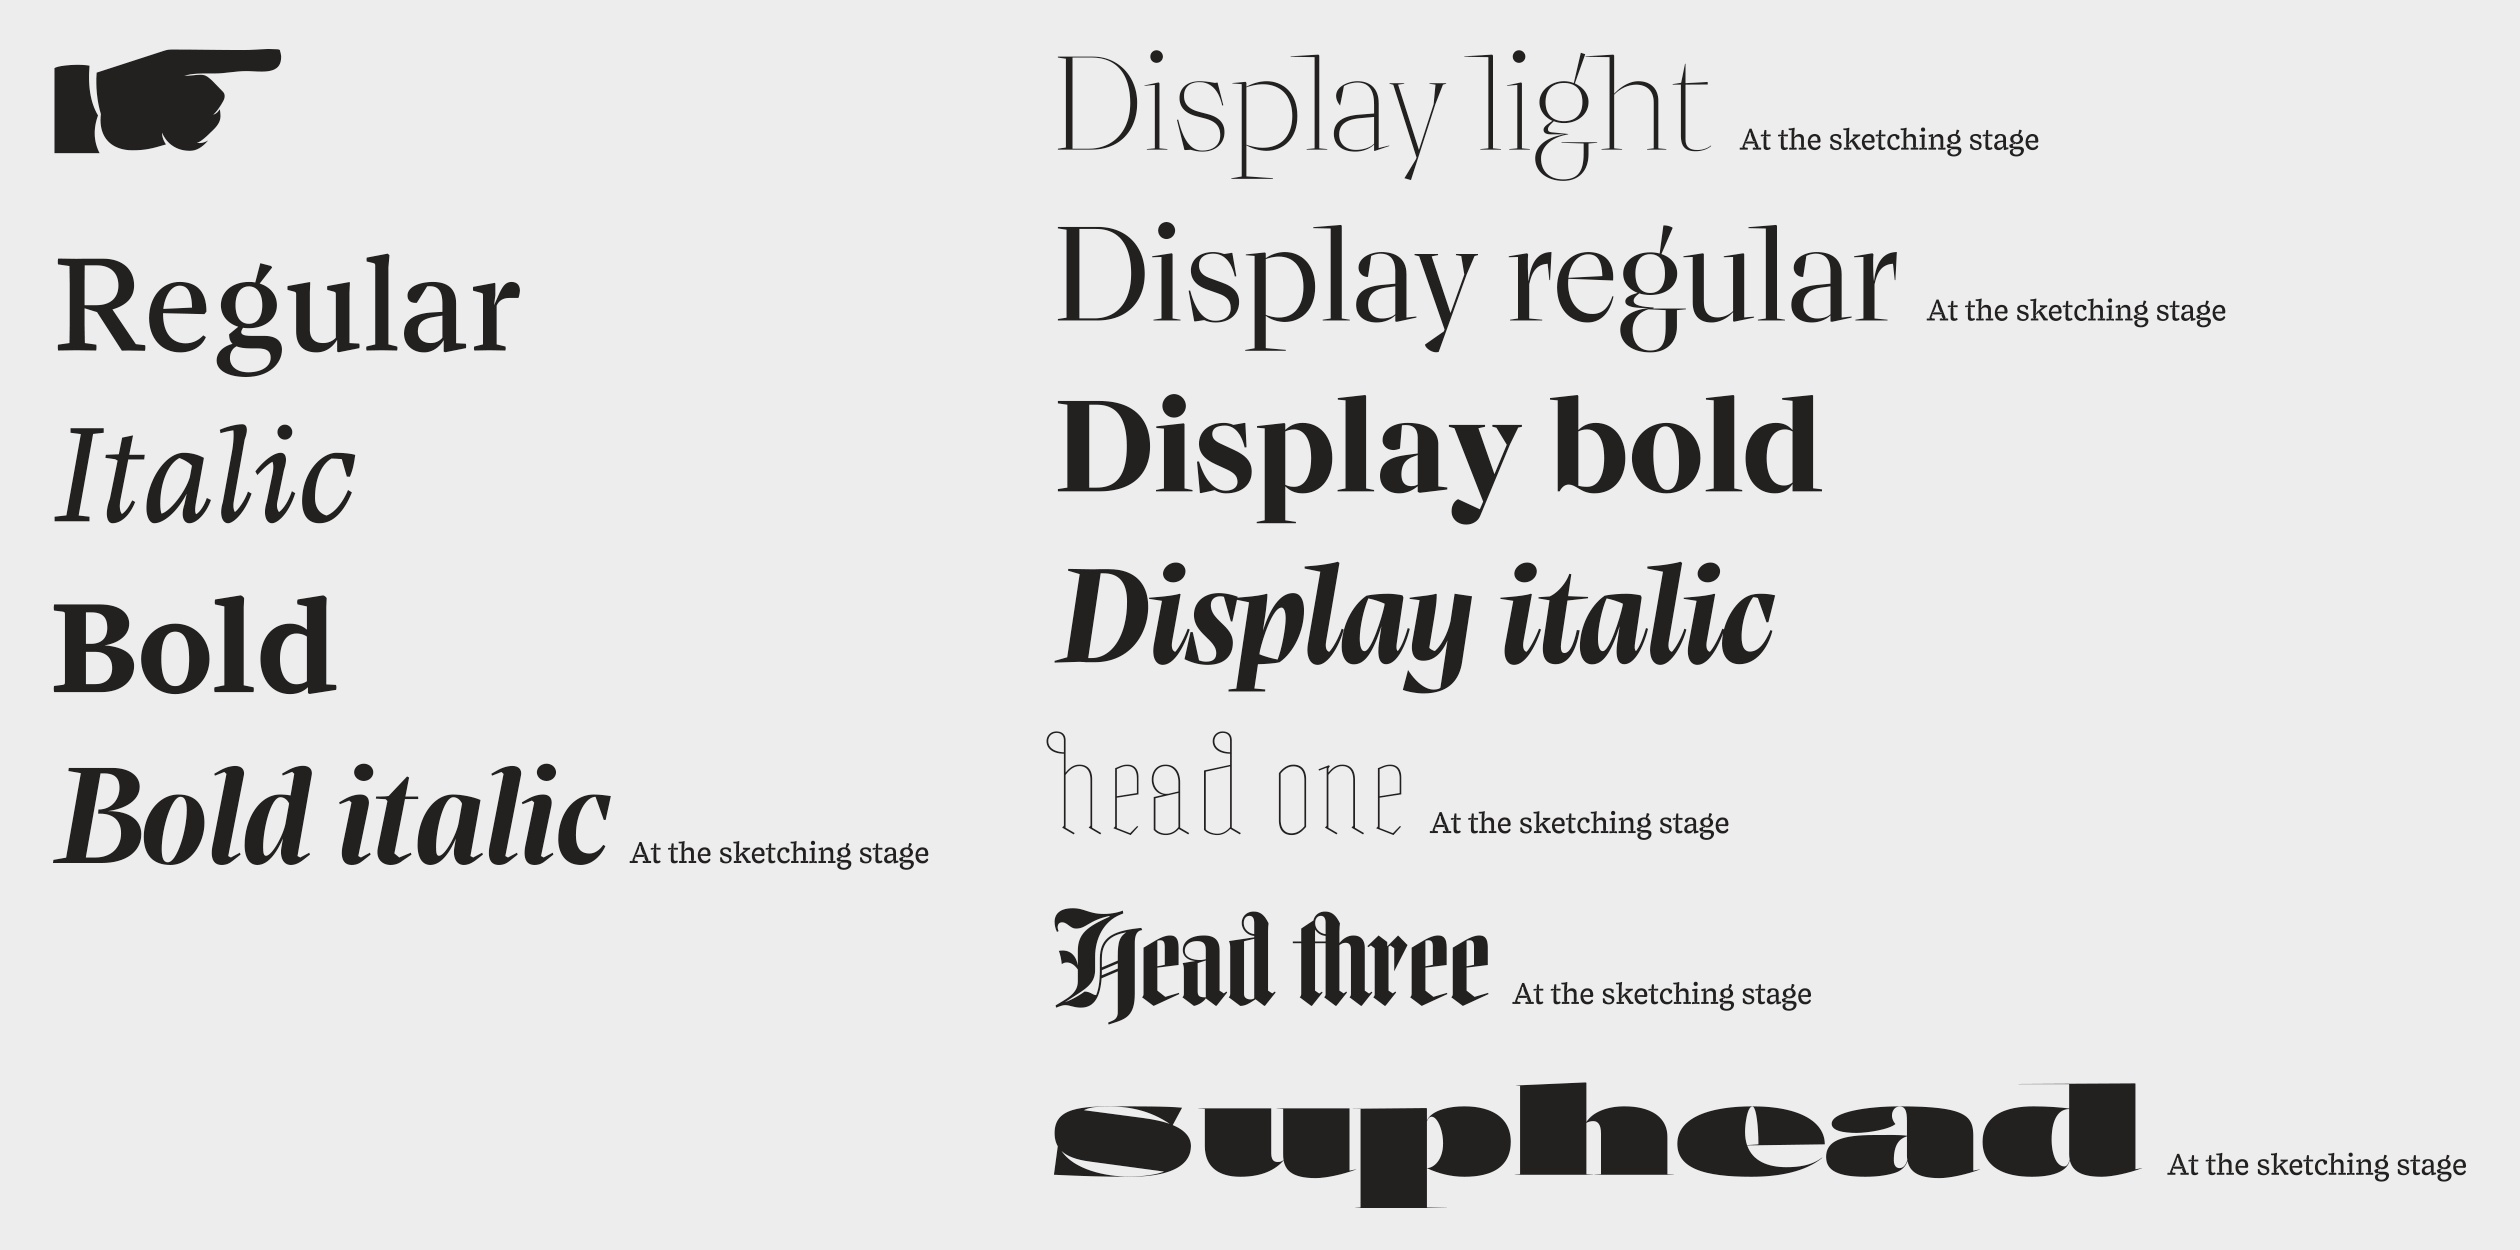 Regular
Italic
Bold
Bold italic At the sketching stage
Display light At the sketching stage
Display regular At the sketching stage
Display bold
Display italic
head one At the sketching stage
Head three At the sketching stage
suphead At the sketching stage